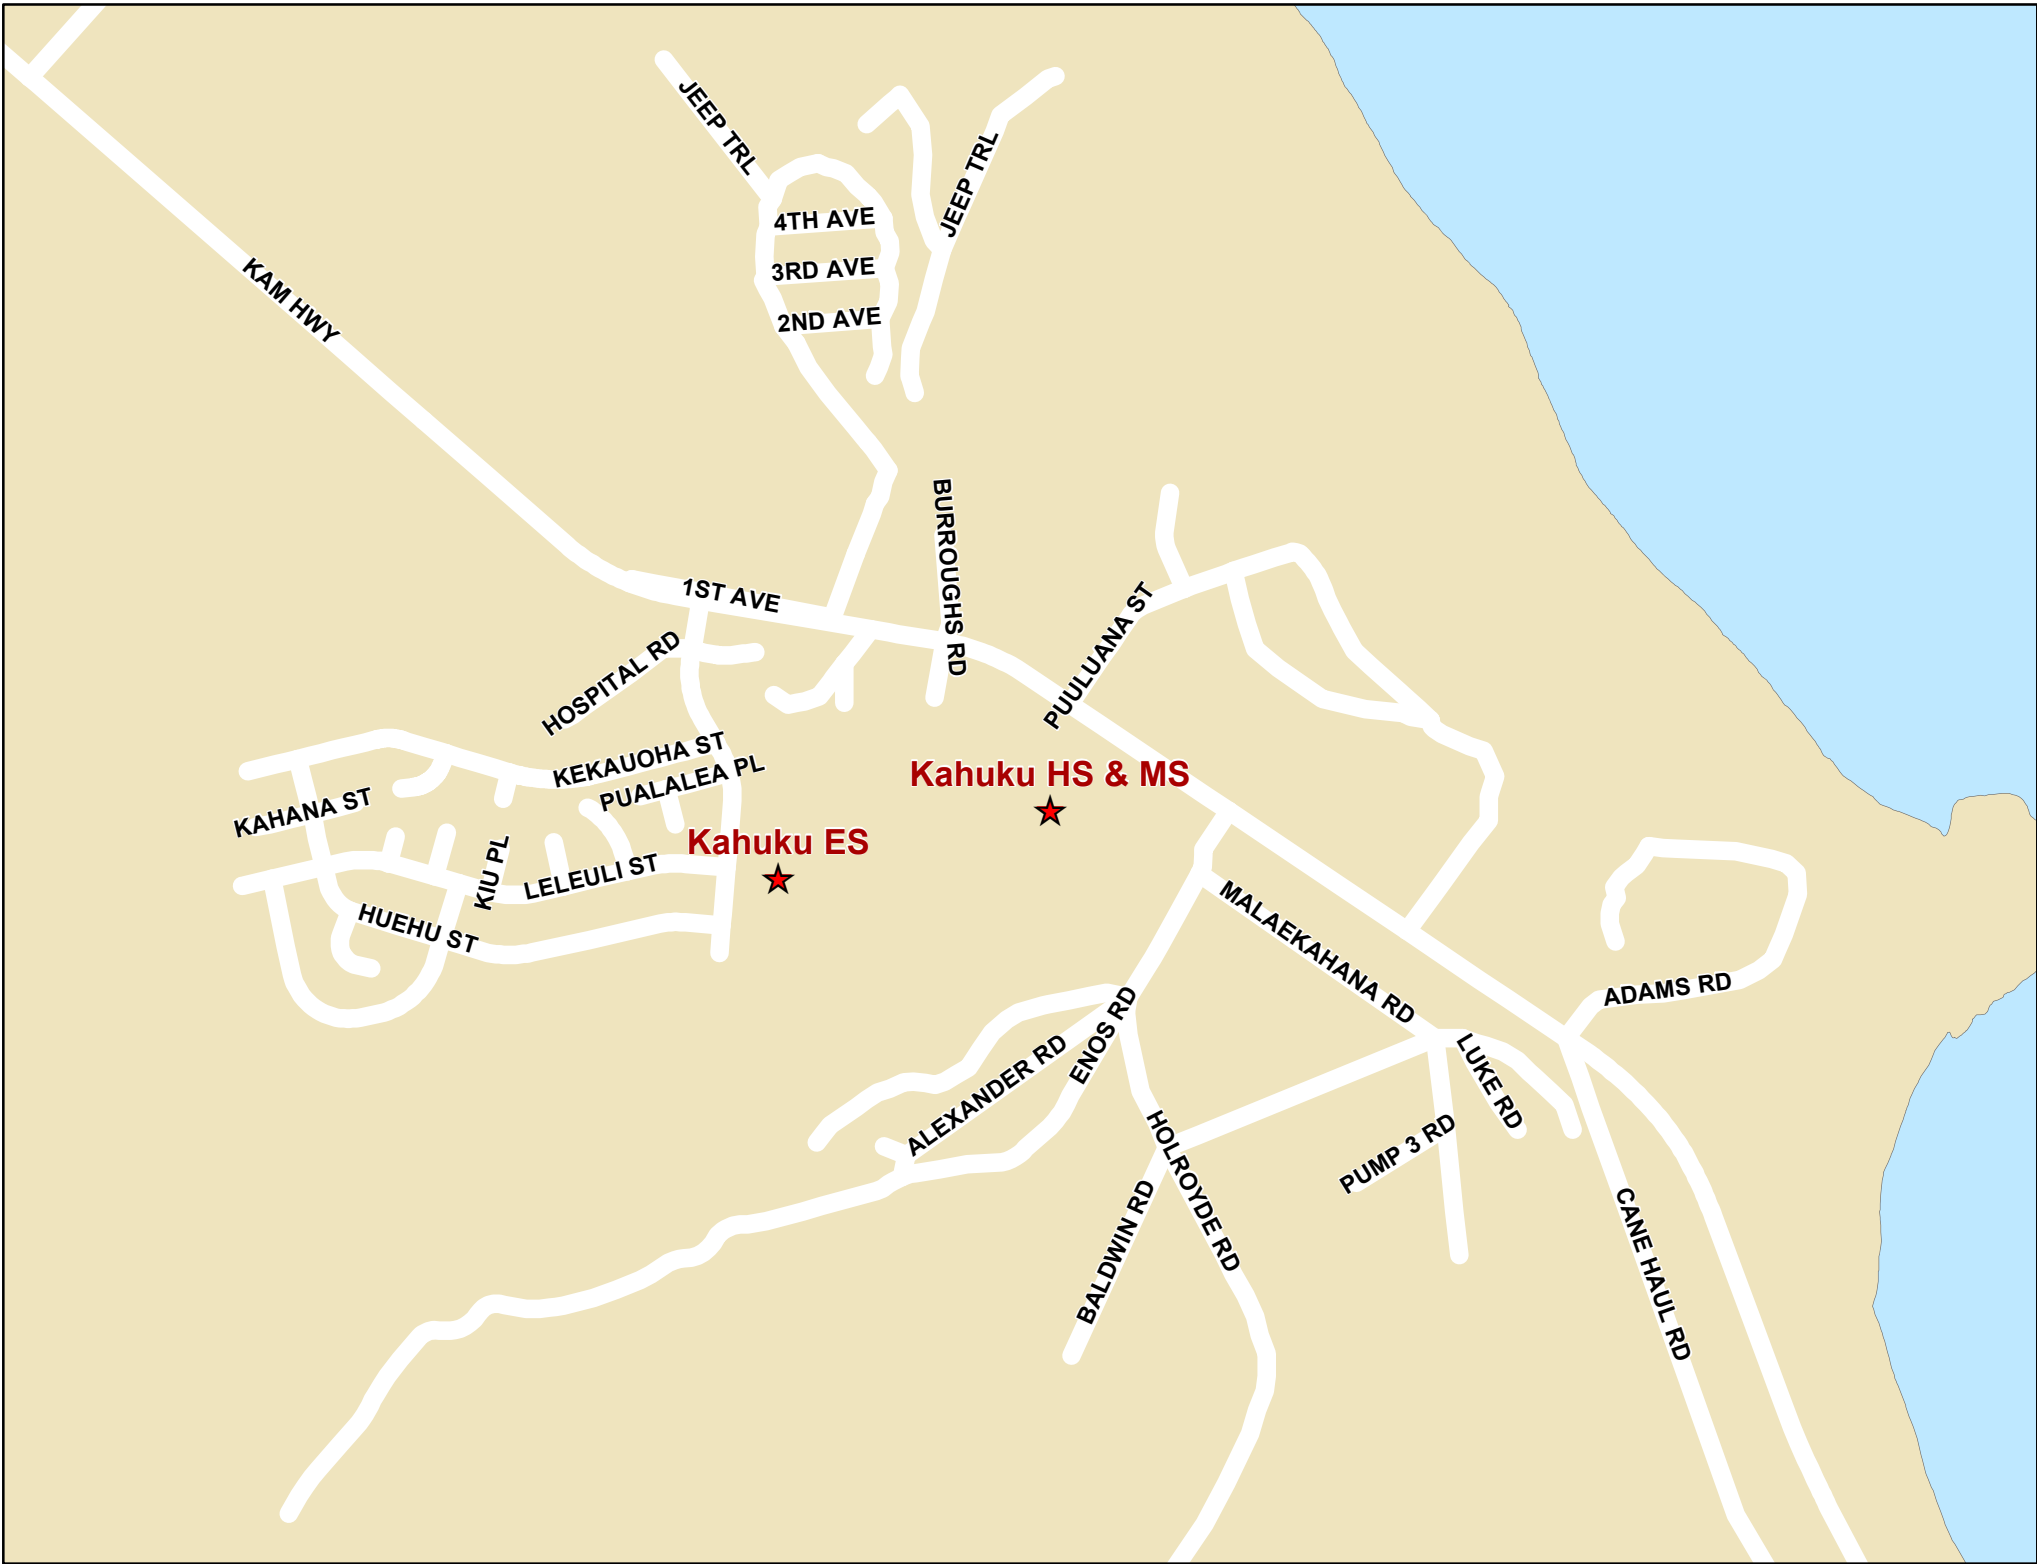 JEEP TRL
JEEP TRL
4TH AVE
3RD AVE
2ND AVE
KAM HWY
BURROUGHS RD
1ST AVE
PUULUANA ST
HOSPITAL RD
KEKAUOHA ST
PUALALEA PL
Kahuku HS & MS
KAHANA ST
Kahuku ES
KIU PL
LELEULI ST
HUEHU ST
MALAEKAHANA RD
ADAMS RD
ENOS RD
ALEXANDER RD
LUKE RD
PUMP 3 RD
HOLROYDE RD
BALDWIN RD
CANE HAUL RD